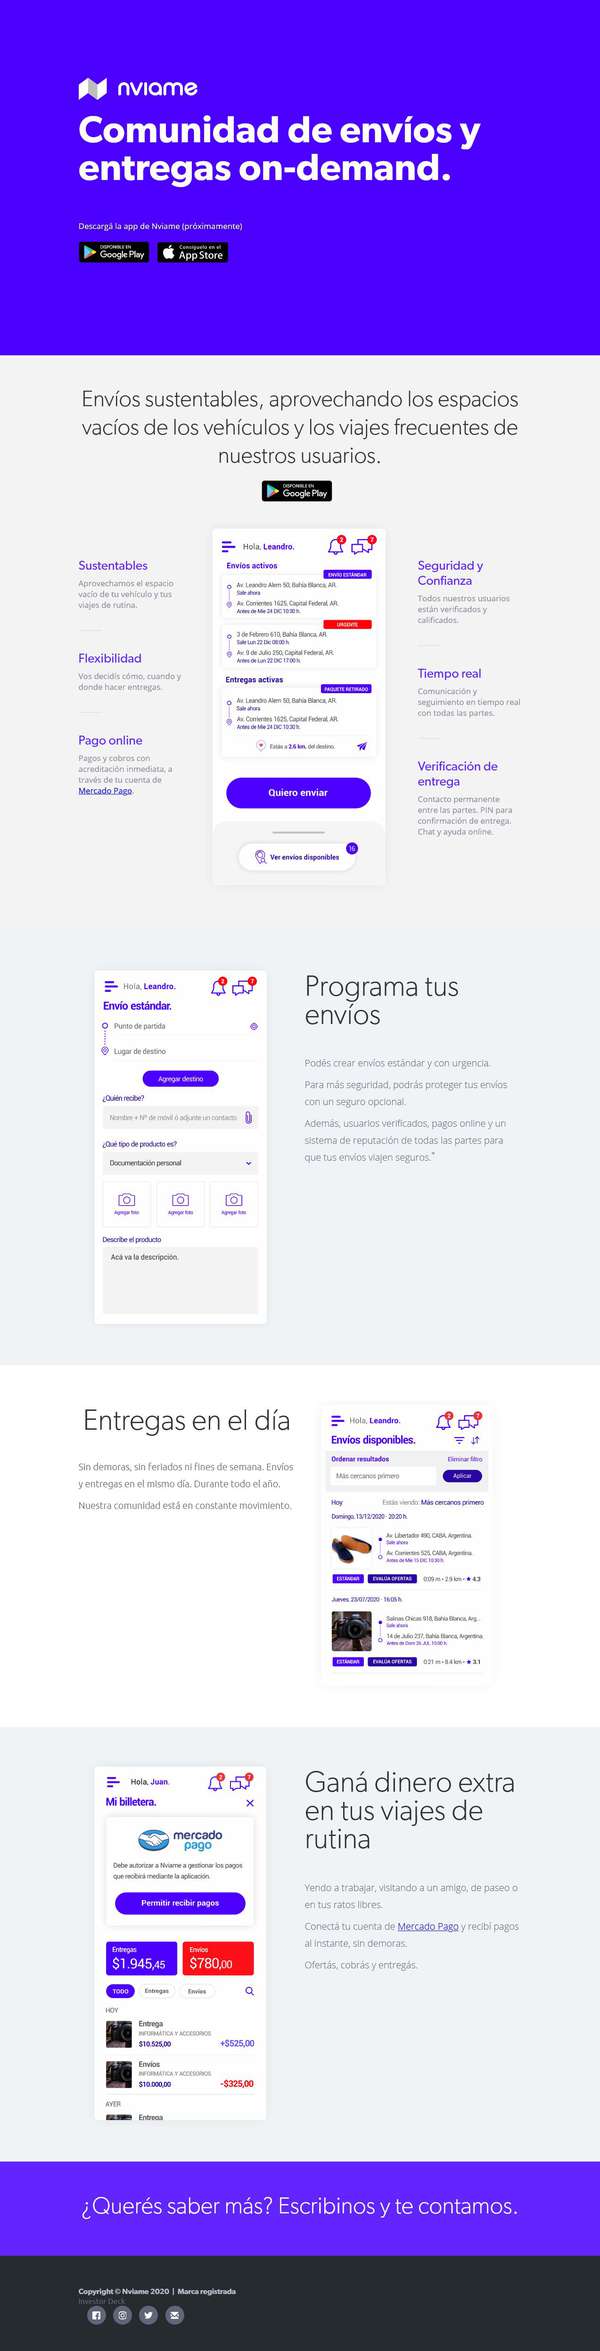 nviame
Comunidad de envíos y
entregas on-demand.
Descargá la app de Nviame (próximamente)
DISPONIBLE EN
Google Play
Consíguelo en el
App Store
Envíos sustentables, aprovechando los espacios
vacíos de los vehículos y los viajes frecuentes de
nuestros usuarios.
DISPONIBLE EN
Google Play
Sustentables
Aprovechamos el espacio
vacío de tu vehículo y tus
viajes de rutina.
Flexibilidad
Vos decidís cómo, cuando y
donde hacer entregas.
Pago online
Pagos y cobros con
acreditación inmediata, a
través de tu cuenta de
Mercado Pago.
Hola, Leandro.
2
7
Envíos activos
ENVÍO ESTÁNDAR
Av. Leandro Alem 50, Bahía Blanca, AR.
Sale ahora
Av. Corrientes 1625, Capital Federal, AR.
Antes de Mie 24 DIC 10:30 h.
URGENTE
3 de Febrero 610, Bahía Blanca, AR.
Sale Lun 22 Dic 08:00 h.
Av. 9 de Julio 250, Capital Federal, AR.
Antes de Lun 22 DIC 17:00 h.
Entregas activas
PAQUETE RETIRADO
Av. Leandro Alem 50, Bahía Blanca, AR.
Sale ahora
Av. Corrientes 1625, Capital Federal, AR.
Antes de Mie 24 DIC 10:30 h.
Estás a 2.6 km. del destino.
Quiero enviar
Ver envíos disponibles
16
Seguridad y
Confianza
Todos nuestros usuarios
están verificados y
calificados.
Tiempo real
Comunicación y
seguimiento en tiempo real
con todas las partes.
Verificación de
entrega
Contacto permanente
entre las partes. PIN para
confirmación de entrega.
Chat y ayuda online.
Hola, Leandro.
2
7
Envío estándar.
Punto de partida
Lugar de destino
Agregar destino
¿Quién recibe?
Nombre + Nº de móvil ó adjunte un contacto
¿Qué tipo de producto es?
Documentación personal
Agregar foto
Agregar foto
Agregar foto
Describe el producto
Acá va la descripción.
Programa tus
envíos
Podés crear envíos estándar y con urgencia.
Para más seguridad, podrás proteger tus envíos
con un seguro opcional.
Además, usuarios verificados, pagos online y un
sistema de reputación de todas las partes para
que tus envíos viajen seguros.*
Entregas en el día
Sin demoras, sin feriados ni fines de semana. Envíos
y entregas en el mismo día. Durante todo el año.
Nuestra comunidad está en constante movimiento.
Hola, Leandro.
2
7
Envíos disponibles.
Ordenar resultados
Eliminar filtro
Más cercanos primero
Aplicar
Hoy
Estás viendo: Más cercanos primero
Domingo, 13/12/2020 · 20:20 h.
Av. Libertador 490, CABA, Argentina.
Sale ahora
Av. Corrientes 525, CABA, Argentina.
Antes de Mie 15 DIC 10:30 h.
ESTÁNDAR
EVALÚA OFERTAS
0:09 m • 2.9 km • ★ 4.3
Jueves, 23/07/2020 · 16:05 h.
Salinas Chicas 918, Bahía Blanca, Arg..
Sale ahora
14 de Julio 237, Bahía Blanca, Argentina.
Antes de Dom 26 JUL 10:00 h.
ESTÁNDAR
EVALÚA OFERTAS
0:21 m • 8.4 km • ★ 3.1
Hola, Juan.
2
7
Mi billetera.
mercado
pago
Debe autorizar a Nviame a gestionar los pagos
que recibirá mediante la aplicación.
Permitir recibir pagos
Entregas
$1.945,45
Envíos
$780,00
TODO
Entregas
Envíos
HOY
Entrega
INFORMÁTICA Y ACCESORIOS
$10.525,00
+$525,00
Envíos
INFORMÁTICA Y ACCESORIOS
$10.000,00
-$325,00
AYER
Entrega
Ganá dinero extra
en tus viajes de
rutina
Yendo a trabajar, visitando a un amigo, de paseo o
en tus ratos libres.
Conectá tu cuenta de Mercado Pago y recibí pagos
al instante, sin demoras.
Ofertás, cobrás y entregás.
¿Querés saber más? Escribinos y te contamos.
Copyright © Nviame 2020 | Marca registrada
Investor Deck